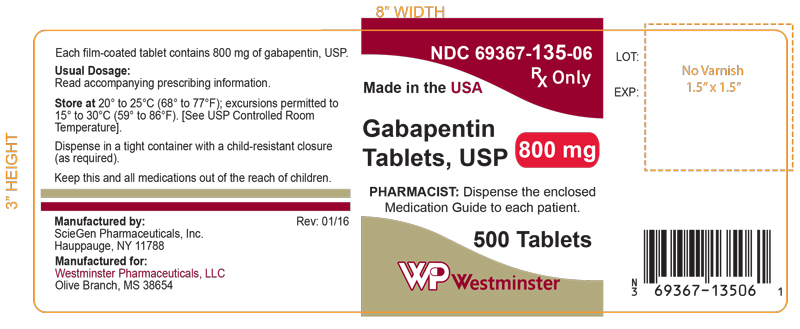 8” WIDTH
3” HEIGHT
Each film-coated tablet contains 800 mg of gabapentin, USP.
Usual Dosage:
Read accompanying prescribing information.
Store at 20° to 25°C (68° to 77°F); excursions permitted to
15° to 30°C (59° to 86°F). [See USP Controlled Room
Temperature].
Dispense in a tight container with a child-resistant closure
(as required).
Keep this and all medications out of the reach of children.
Manufactured by: Rev: 01/16
ScieGen Pharmaceuticals, Inc.
Hauppauge, NY 11788
Manufactured for:
Westminster Pharmaceuticals, LLC
Olive Branch, MS 38654
NDC 69367-135-06
Rx Only
Made in the USA
Gabapentin
Tablets, USP 800 mg
PHARMACIST: Dispense the enclosed
Medication Guide to each patient.
500 Tablets
WP Westminster
LOT:
EXP:
No Varnish
1.5” x 1.5”
N
3 69367-13506 1